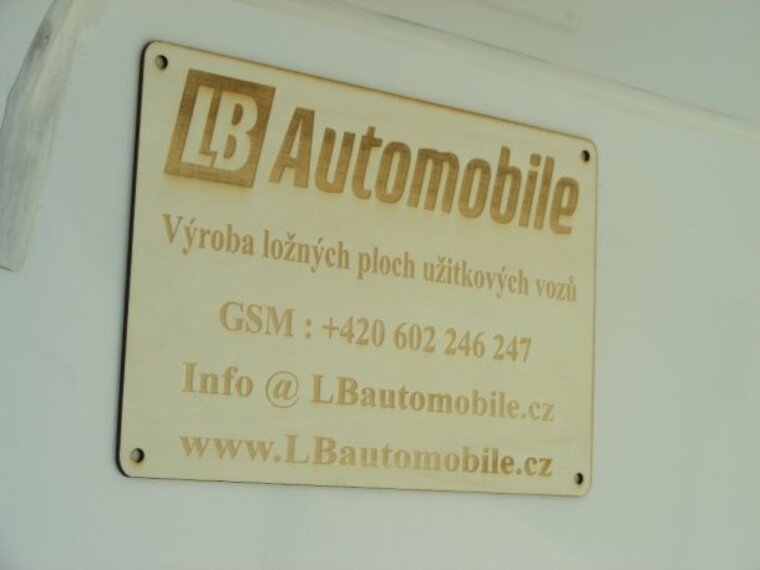 LB Automobile
Výroba ložných ploch užitkových vozů
GSM : +420 602 246 247
Info @ LBautomobile.cz
www.LBautomobile.cz